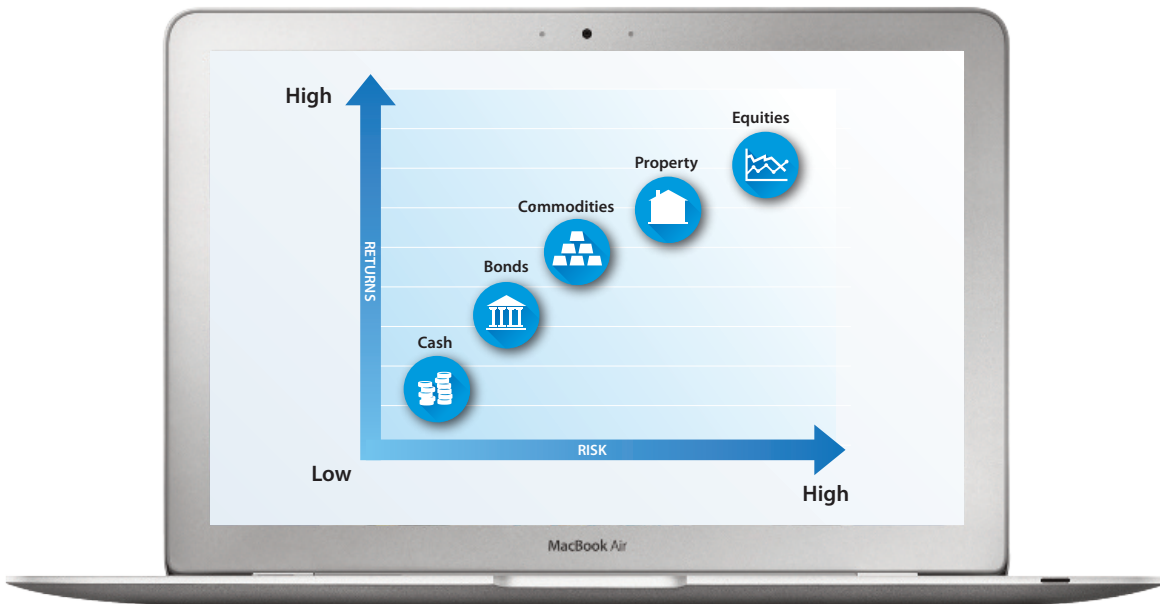 High
Equities
Property
Commodities
RETURNS
Bonds
Cash
RISK
Low
High
MacBook Air